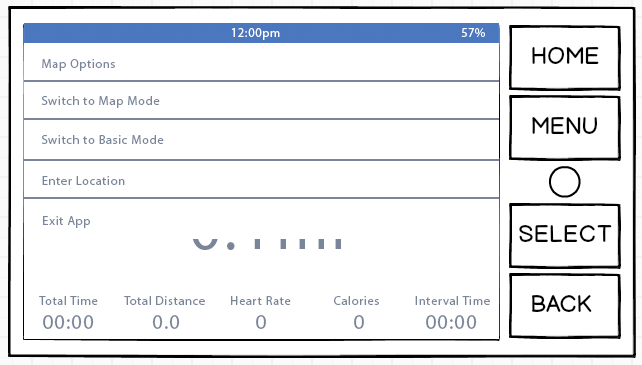 12:00pm 57%
Map Options
Switch to Map Mode
Switch to Basic Mode
Enter Location
Exit App
Total Time Total Distance Heart Rate Calories Interval Time
00:00 0.0 0 0 00:00
HOME
MENU
SELECT
BACK